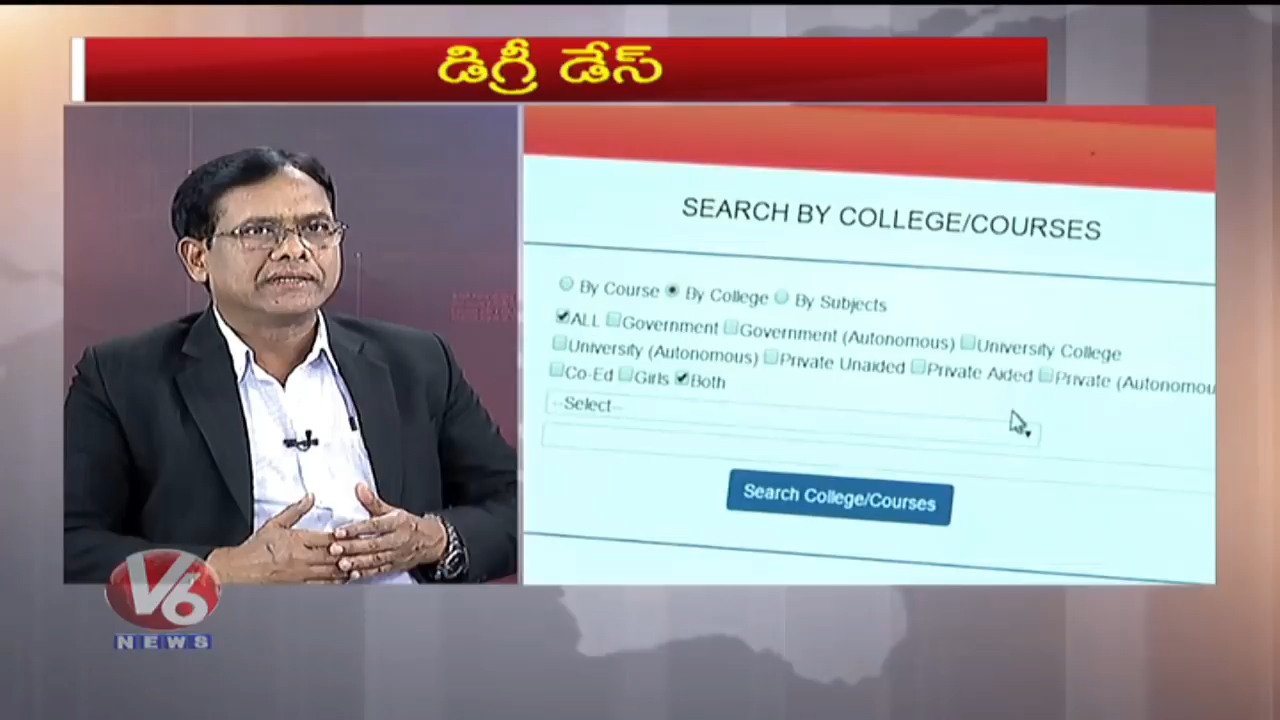 డిగ్రీ డేస్
SEARCH BY COLLEGE/COURSES
By Course By College By Subjects
ALL Government Government (Autonomous) University College
University (Autonomous) Private Unaided Private Aided Private (Autonomou
Co-Ed Girls Both
--Select--
Search College/Courses
V6
NEWS